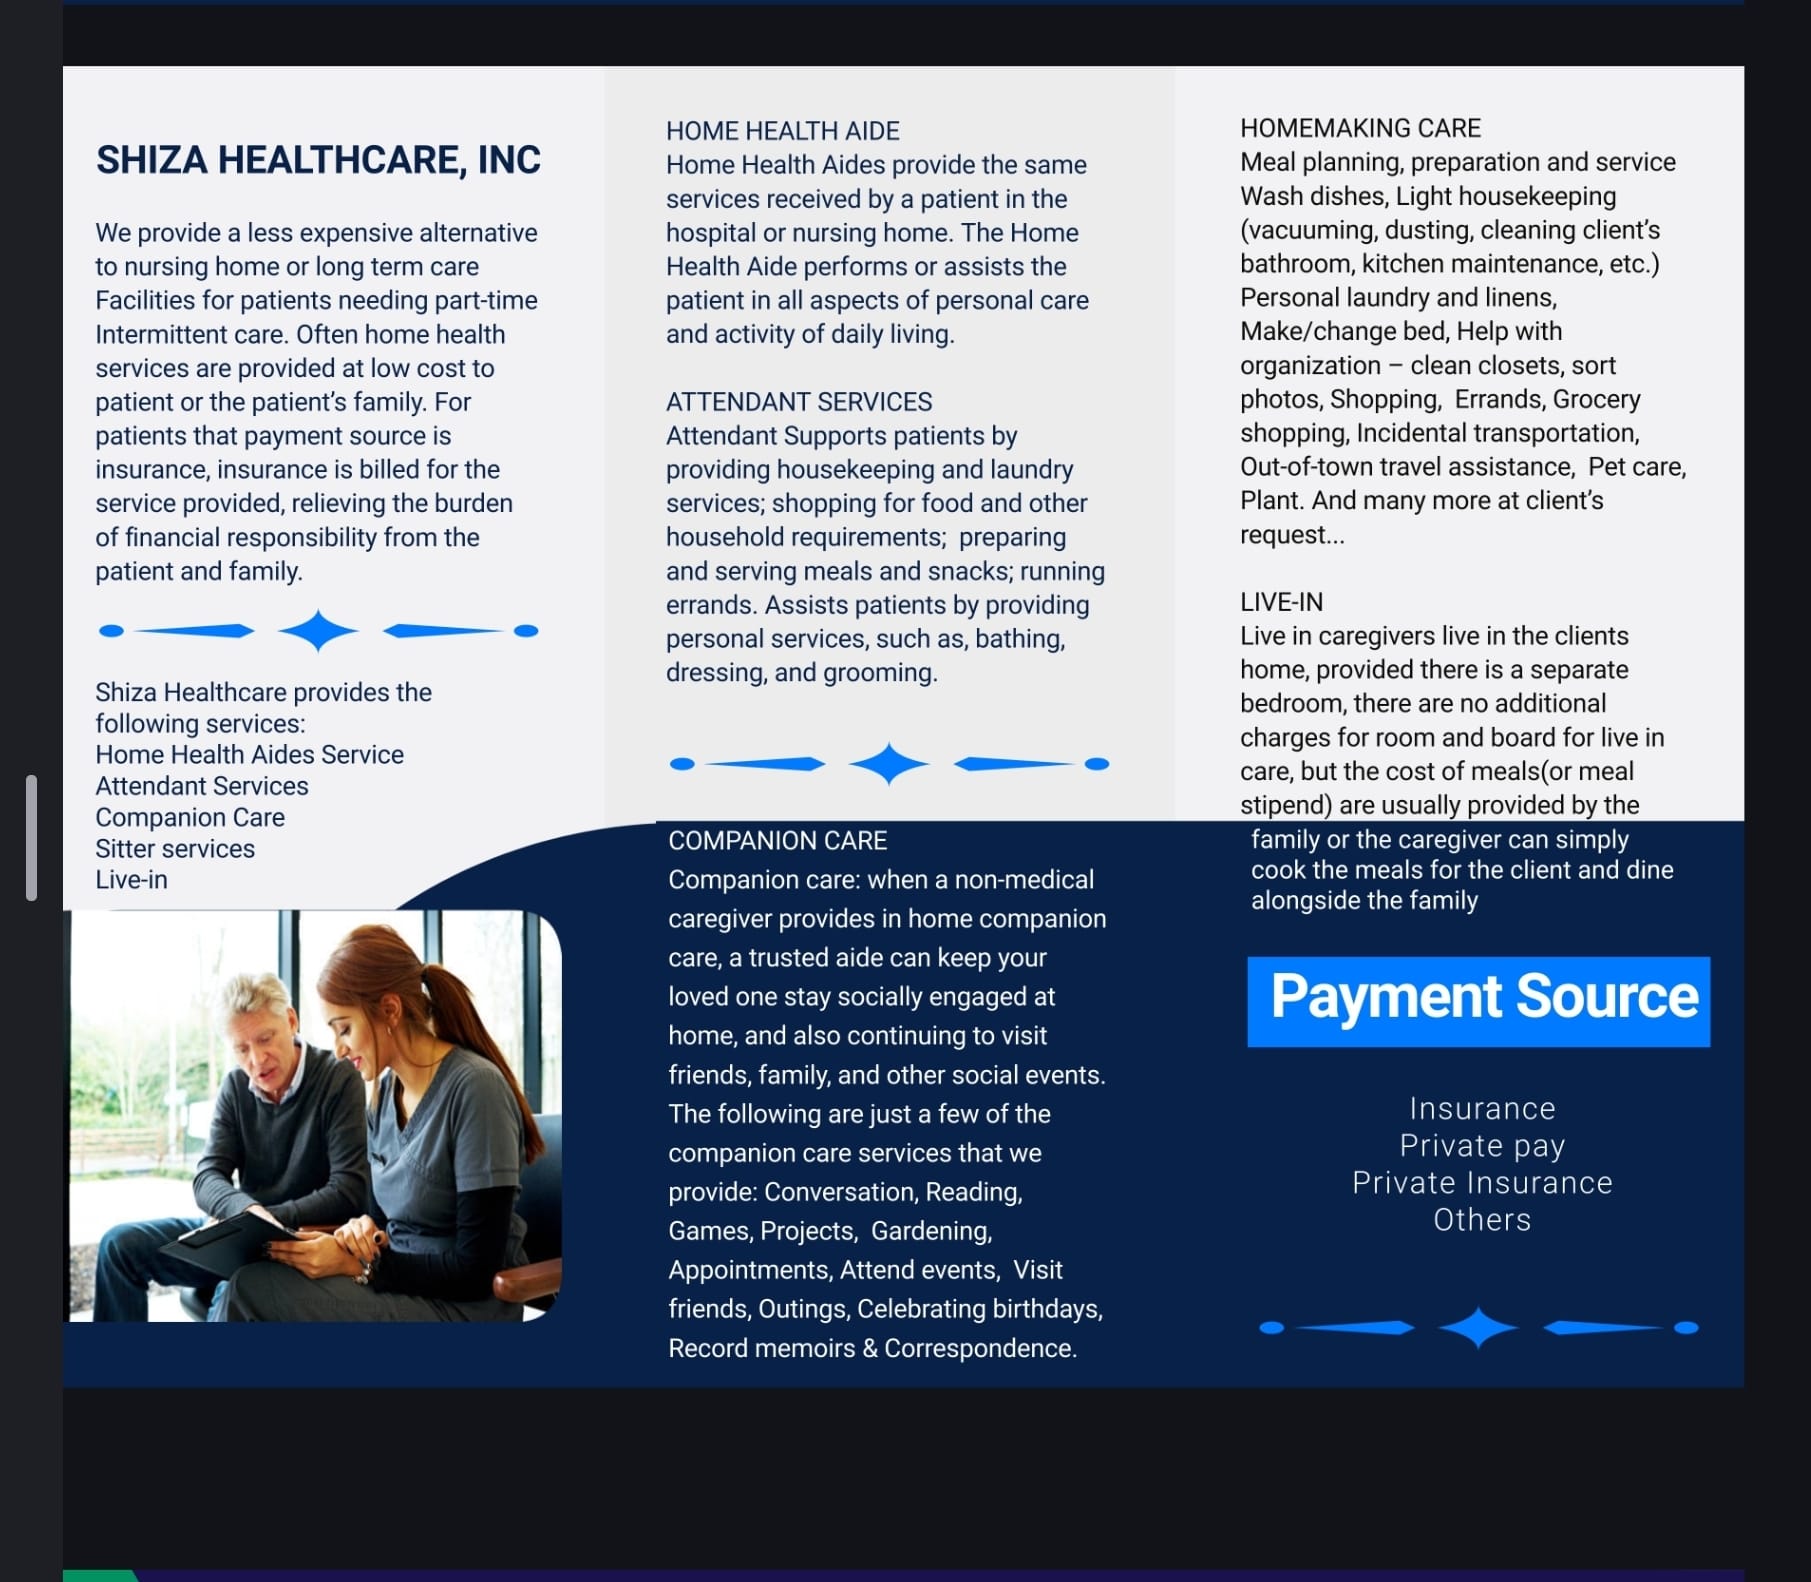 SHIZA HEALTHCARE, INC
We provide a less expensive alternative
to nursing home or long term care
Facilities for patients needing part-time
Intermittent care. Often home health
services are provided at low cost to
patient or the patient’s family. For
patients that payment source is
insurance, insurance is billed for the
service provided, relieving the burden
of financial responsibility from the
patient and family.
Shiza Healthcare provides the
following services:
Home Health Aides Service
Attendant Services
Companion Care
Sitter services
Live-in
HOME HEALTH AIDE
Home Health Aides provide the same
services received by a patient in the
hospital or nursing home. The Home
Health Aide performs or assists the
patient in all aspects of personal care
and activity of daily living.
ATTENDANT SERVICES
Attendant Supports patients by
providing housekeeping and laundry
services; shopping for food and other
household requirements;  preparing
and serving meals and snacks; running
errands. Assists patients by providing
personal services, such as, bathing,
dressing, and grooming.
COMPANION CARE
Companion care: when a non-medical
caregiver provides in home companion
care, a trusted aide can keep your
loved one stay socially engaged at
home, and also continuing to visit
friends, family, and other social events.
The following are just a few of the
companion care services that we
provide: Conversation, Reading,
Games, Projects,  Gardening,
Appointments, Attend events,  Visit
friends, Outings, Celebrating birthdays,
Record memoirs & Correspondence.
HOMEMAKING CARE
Meal planning, preparation and service
Wash dishes, Light housekeeping
(vacuuming, dusting, cleaning client’s
bathroom, kitchen maintenance, etc.)
Personal laundry and linens,
Make/change bed, Help with
organization – clean closets, sort
photos, Shopping,  Errands, Grocery
shopping, Incidental transportation,
Out-of-town travel assistance,  Pet care,
Plant. And many more at client’s
request...
LIVE-IN
Live in caregivers live in the clients
home, provided there is a separate
bedroom, there are no additional
charges for room and board for live in
care, but the cost of meals(or meal
stipend) are usually provided by the
family or the caregiver can simply
cook the meals for the client and dine
alongside the family
Payment Source
Insurance
Private pay
Private Insurance
Others